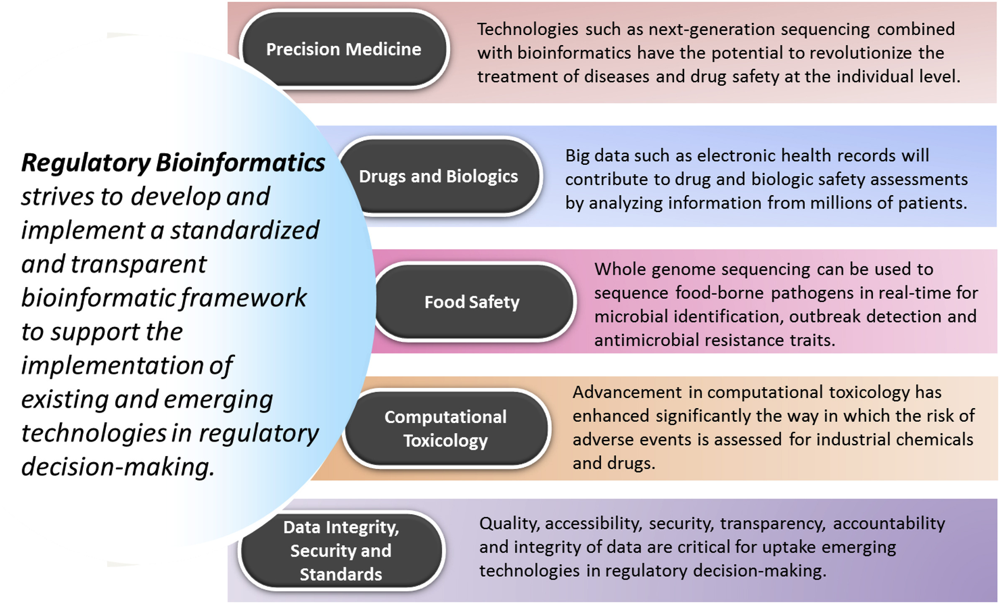 Regulatory Bioinformatics
strives to develop and
implement a standardized
and transparent
bioinformatic framework
to support the
implementation of
existing and emerging
technologies in regulatory
decision-making.
Precision Medicine
Technologies such as next-generation sequencing combined
with bioinformatics have the potential to revolutionize the
treatment of diseases and drug safety at the individual level.
Drugs and Biologics
Big data such as electronic health records will
contribute to drug and biologic safety assessments
by analyzing information from millions of patients.
Food Safety
Whole genome sequencing can be used to
sequence food-borne pathogens in real-time for
microbial identification, outbreak detection and
antimicrobial resistance traits.
Computational
Toxicology
Advancement in computational toxicology has
enhanced significantly the way in which the risk of
adverse events is assessed for industrial chemicals
and drugs.
Data Integrity,
Security and
Standards
Quality, accessibility, security, transparency, accountability
and integrity of data are critical for uptake emerging
technologies in regulatory decision-making.